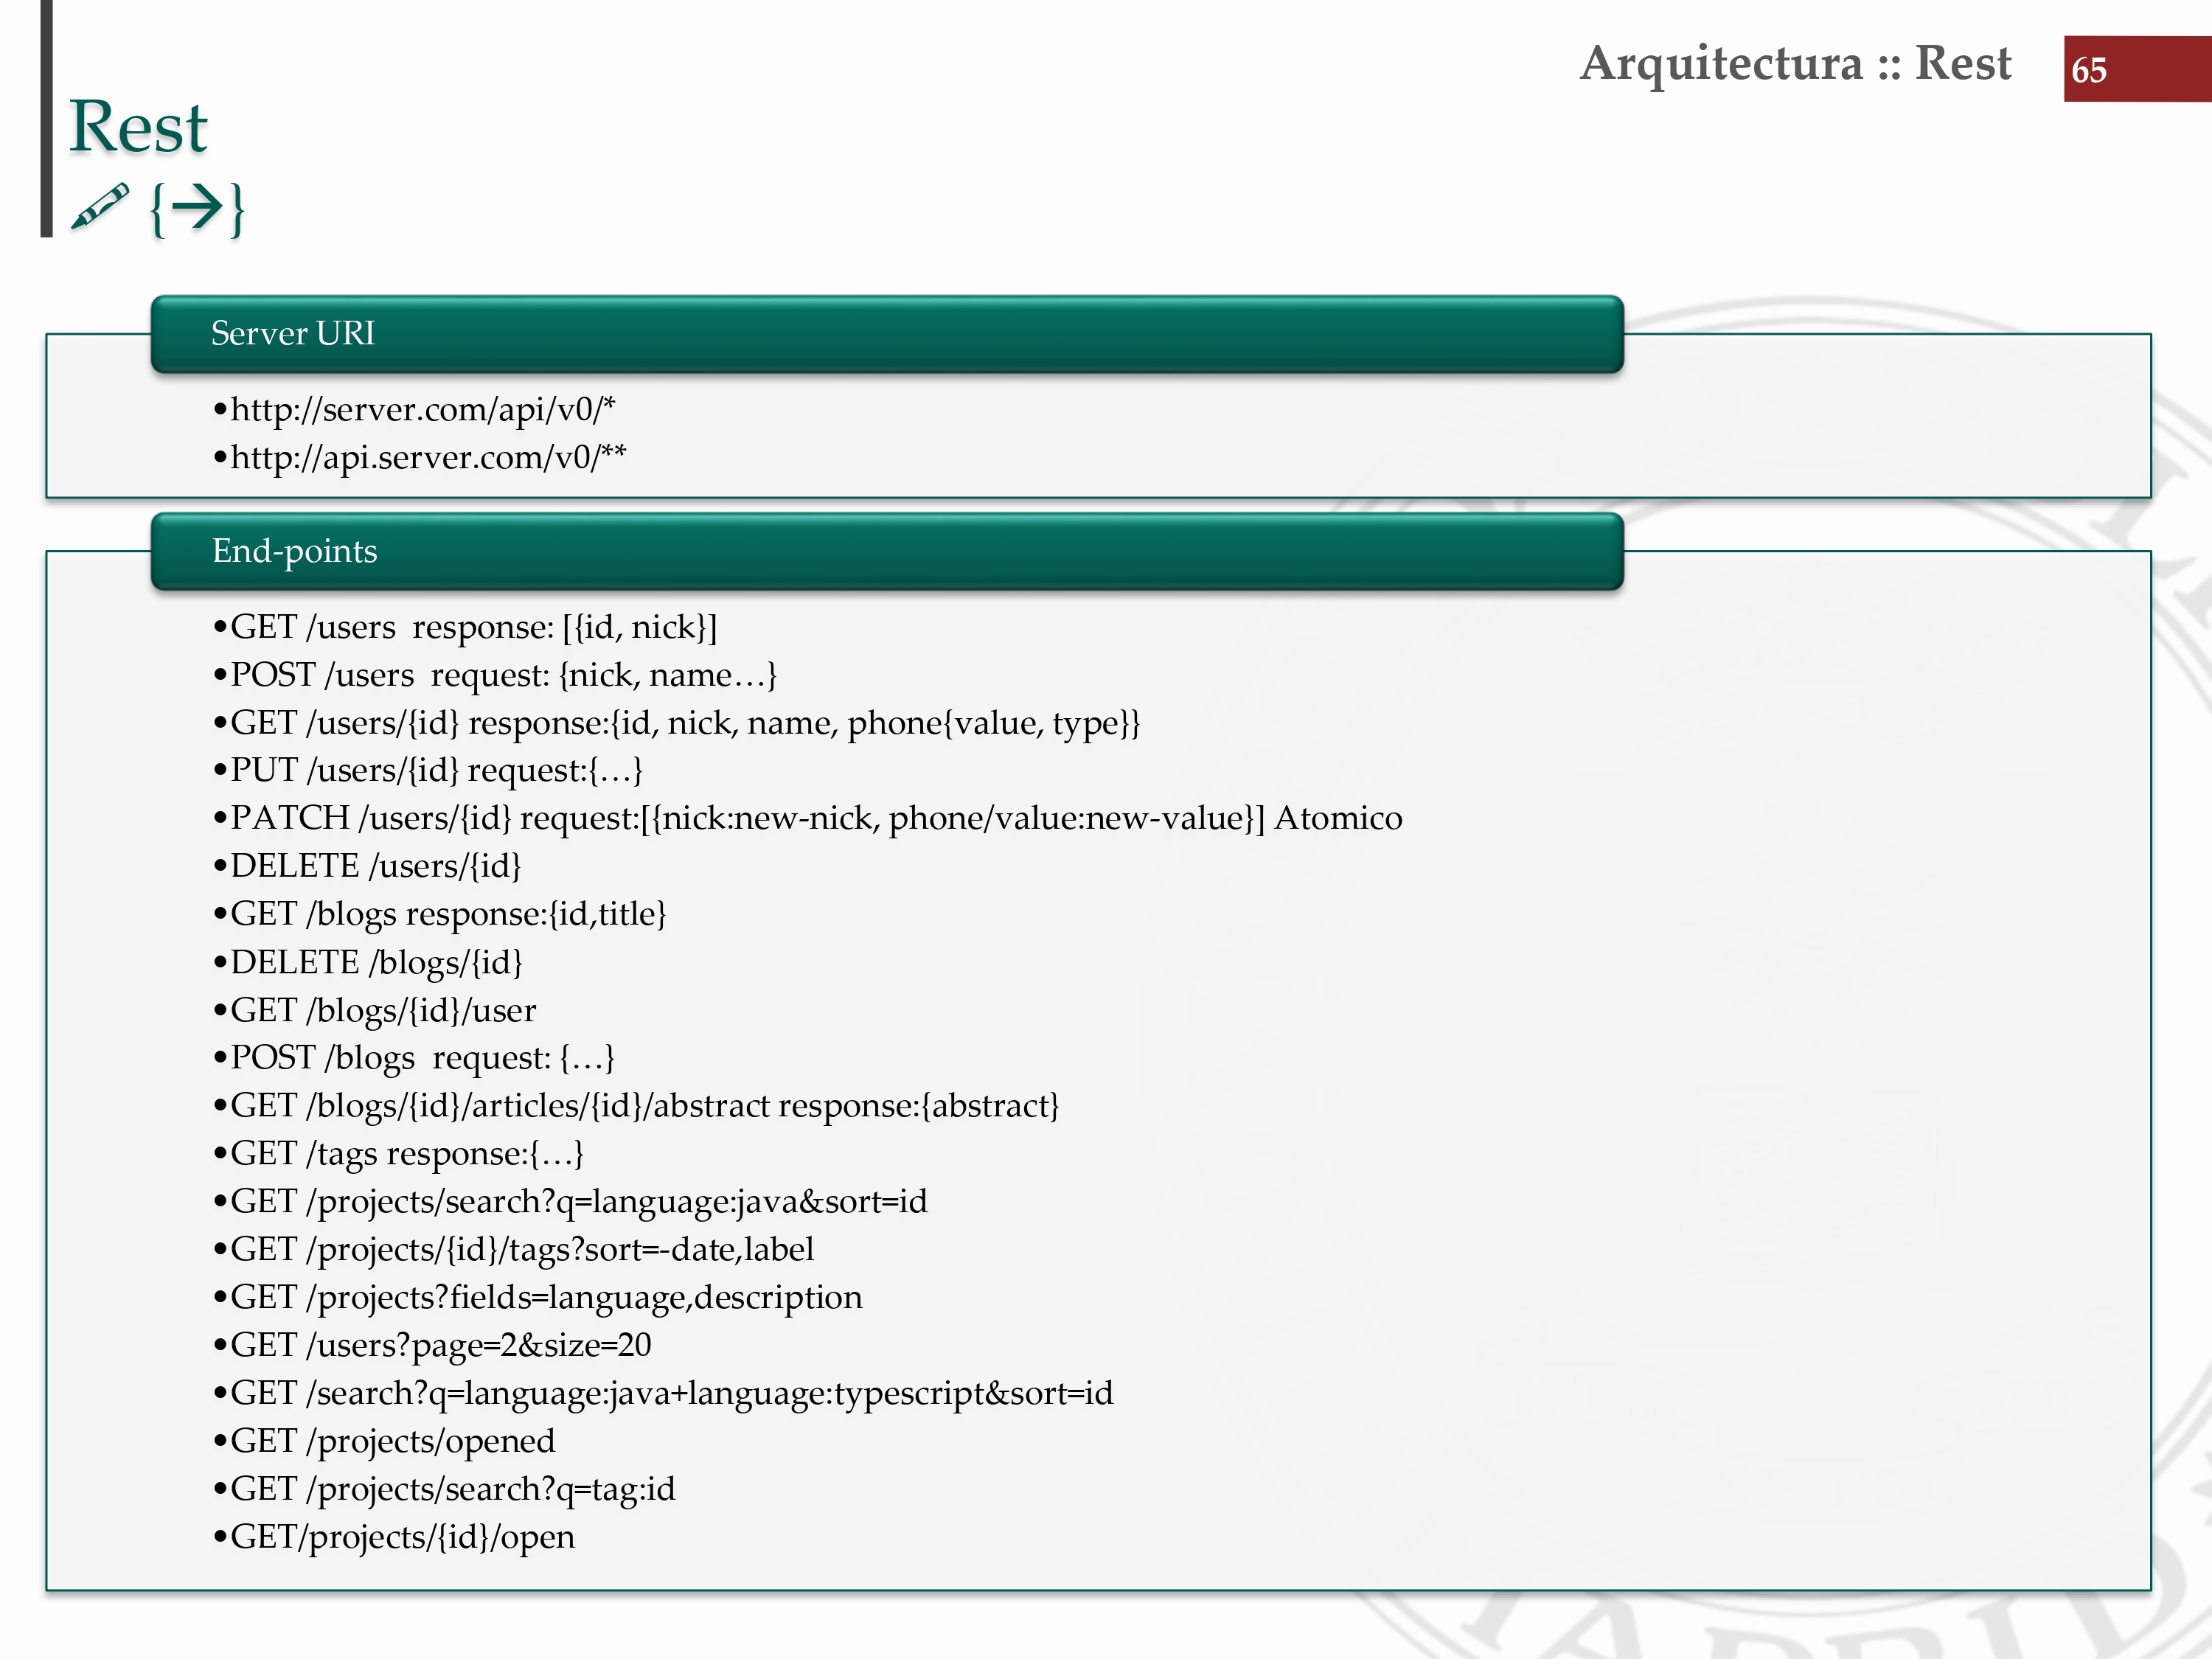 Arquitectura :: Rest
65
Rest
{→}
Server URI
•http://server.com/api/v0/*
•http://api.server.com/v0/**
End-points
•GET /users  response: [{id, nick}]
•POST /users  request: {nick, name…}
•GET /users/{id} response:{id, nick, name, phone{value, type}}
•PUT /users/{id} request:{…}
•PATCH /users/{id} request:[{nick:new-nick, phone/value:new-value}] Atomico
•DELETE /users/{id}
•GET /blogs response:{id,title}
•DELETE /blogs/{id}
•GET /blogs/{id}/user
•POST /blogs  request: {…}
•GET /blogs/{id}/articles/{id}/abstract response:{abstract}
•GET /tags response:{…}
•GET /projects/search?q=language:java&sort=id
•GET /projects/{id}/tags?sort=-date,label
•GET /projects?fields=language,description
•GET /users?page=2&size=20
•GET /search?q=language:java+language:typescript&sort=id
•GET /projects/opened
•GET /projects/search?q=tag:id
•GET/projects/{id}/open